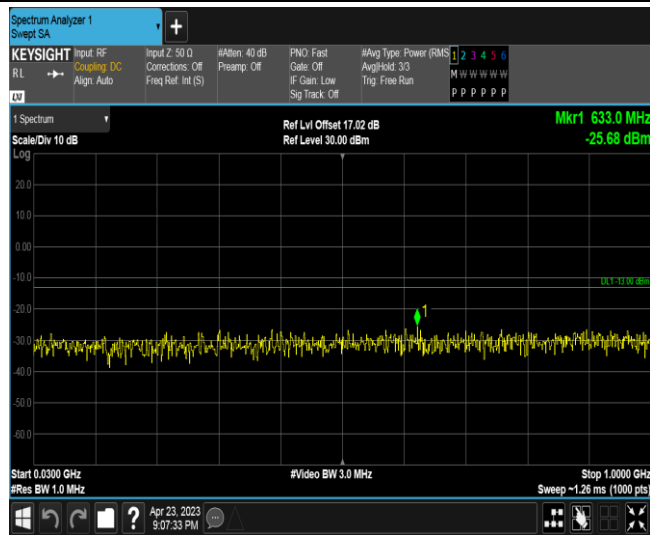 Spectrum Analyzer 1
Swept SA
+
KEYSIGHT
RL
Input: RF
Coupling: DC
Align: Auto
Input Z: 50 Ω
Corrections: Off
Freq Ref: Int (S)
#Atten: 40 dB
Preamp: Off
PNO: Fast
Gate: Off
IF Gain: Low
Sig Track: Off
#Avg Type: Power (RMS
Avg|Hold: 3/3
Trig: Free Run
1 2 3 4 5 6
M W W W W W
P P P P P P
1 Spectrum
Scale/Div 10 dB
Ref Lvl Offset 17.02 dB
Ref Level 30.00 dBm
Mkr1 633.0 MHz
-25.68 dBm
Log
20.0
10.0
0.00
-10.0
DL1 -13.00 dBm
-20.0
1
-30.0
-40.0
-50.0
-60.0
Start 0.0300 GHz
#Res BW 1.0 MHz
#Video BW 3.0 MHz
Stop 1.0000 GHz
Sweep ~1.26 ms (1000 pts)
?
Apr 23, 2023
9:07:33 PM